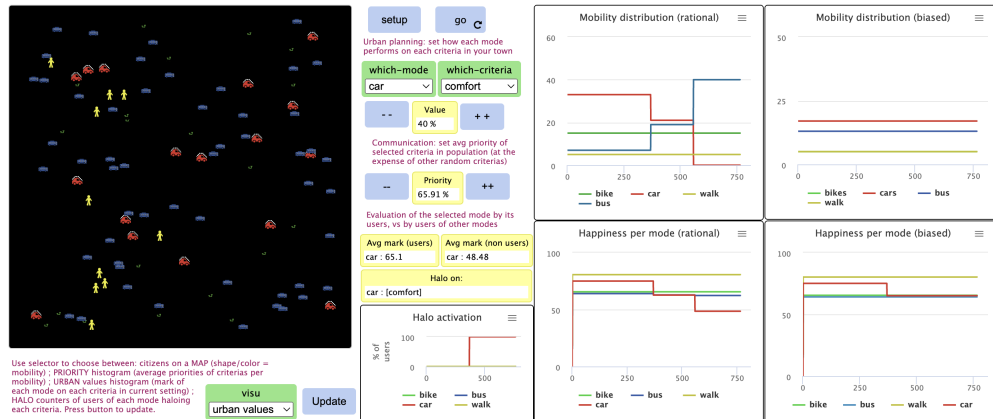 setup
go
Urban planning: set how each mode
performs on each criteria in your town
which-mode
car
which-criteria
comfort
- -
Value
40 %
+ +
Communication: set avg priority of
selected criteria in population (at the
expense of other random criterias)
--
Priority
65.91 %
++
Evaluation of the selected mode by its
users, vs by users of other modes
Avg mark (users)
car : 65.1
Avg mark (non users)
car : 48.48
Halo on:
car : [comfort]
Halo activation
% of
users
100
0
0
500
bus
bike
car
walk
Use selector to choose between: citizens on a MAP (shape/color =
mobility) ; PRIORITY histogram (average priorities of criterias per
mobility) ; URBAN values histogram (mark of
each mode on each criteria in current setting) ;
HALO counters of users of each mode haloing
each criteria. Press button to update.
visu
urban values
Update
Mobility distribution (rational)
60
40
20
0
0
250
500
750
bike
car
walk
bus
Mobility distribution (biased)
50
25
0
0
250
500
750
bikes
cars
bus
walk
Happiness per mode (rational)
100
50
0
0
250
500
750
bike
bus
walk
car
Happiness per mode (biased)
100
50
0
0
250
500
750
bike
bus
walk
car